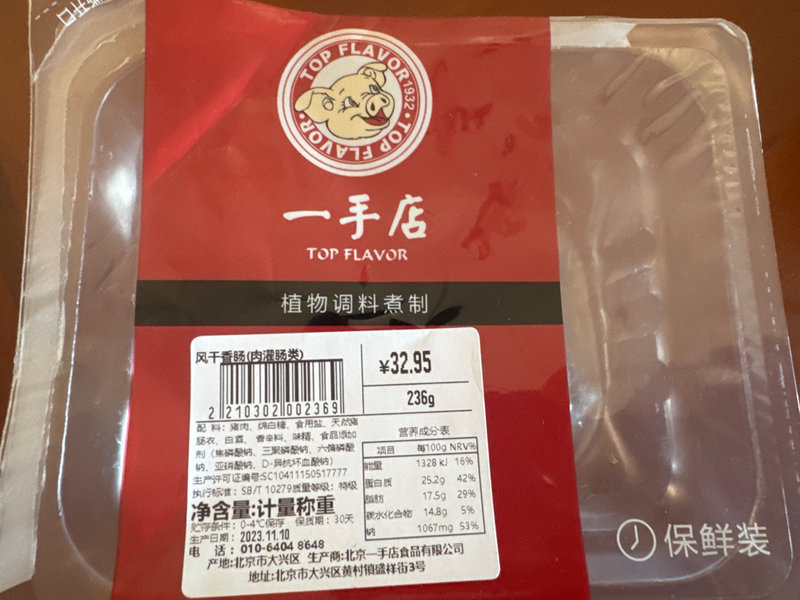 TOP FLAVOR 1932 · TOP FLAVOR ·
一手店
TOP FLAVOR
植物调料煮制
风干香肠(肉灌肠类)
2 210302 002369
¥32.95
236g
配 料: 猪肉、绵白糖、食用盐、天然猪
肠衣、白酒、香辛料、味精、食品添加
剂(焦磷酸钠、三聚磷酸钠、六偏磷酸
钠、亚硝酸钠、D-异抗坏血酸钠)
生产许可证编号:SC10411150517777
执行标准: SB/T 10279质量等级: 特级
净含量:计量称重
贮存条件: 0-4℃保存 保质期: 30天
生产日期: 2023.11.10
电 话: 010-6404 8648
产地:北京市大兴区 生产商:北京一手店食品有限公司
地址:北京市大兴区黄村镇盛祥街3号
营养成分表
项目 每100g NRV%
能量 1328 kJ 16%
蛋白质 25.2g 42%
脂肪 17.5g 29%
碳水化合物 14.8g 5%
钠 1067mg 53%
保鲜装